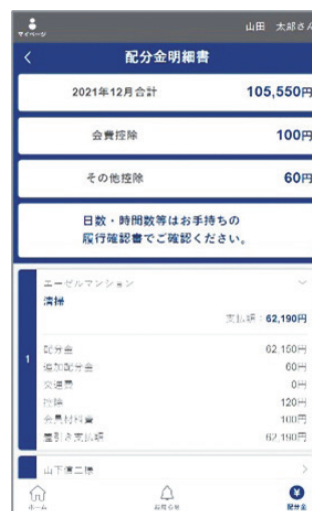 マイページ
山田 太郎さん
配分金明細書
2021年12月合計 105,550円
会費控除 100円
その他控除 60円
日数・時間数等はお手持ちの
履行確認書でご確認ください。
エーゼルマンション
清掃
支払額：62,190円
1
配分金 62,150円
追加配分金 60円
交通費 0円
控除 120円
会員材料費 100円
差引き支払額 62,190円
山下信二様
ホーム
お知らせ
配分金